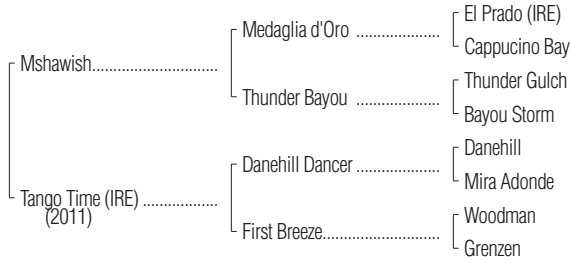 El Prado (IRE)
Medaglia d'Oro ....................
Cappucino Bay
Mshawish..............................
Thunder Gulch
Thunder Bayou ....................
Bayou Storm
Danehill
Danehill Dancer ....................
Mira Adonde
Tango Time (IRE) ..................
(2011)
Woodman
First Breeze............................
Grenzen